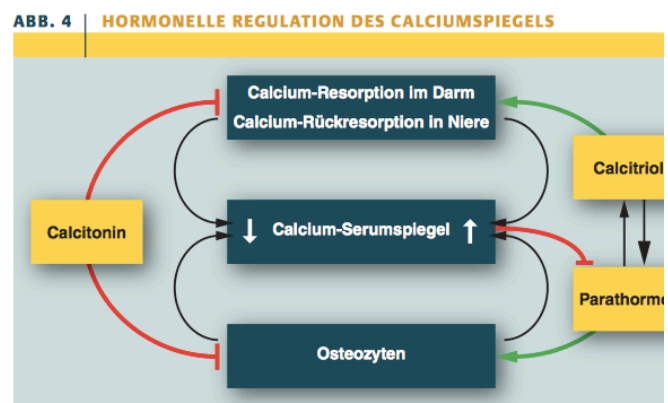 ABB. 4 | HORMONELLE REGULATION DES CALCIUMSPIEGELS
Calcium-Resorption im Darm
Calcium-Rückresorption in Niere
Calcitriol
Calcitonin
↓ Calcium-Serumspiegel ↑
Parathormo
Osteozyten